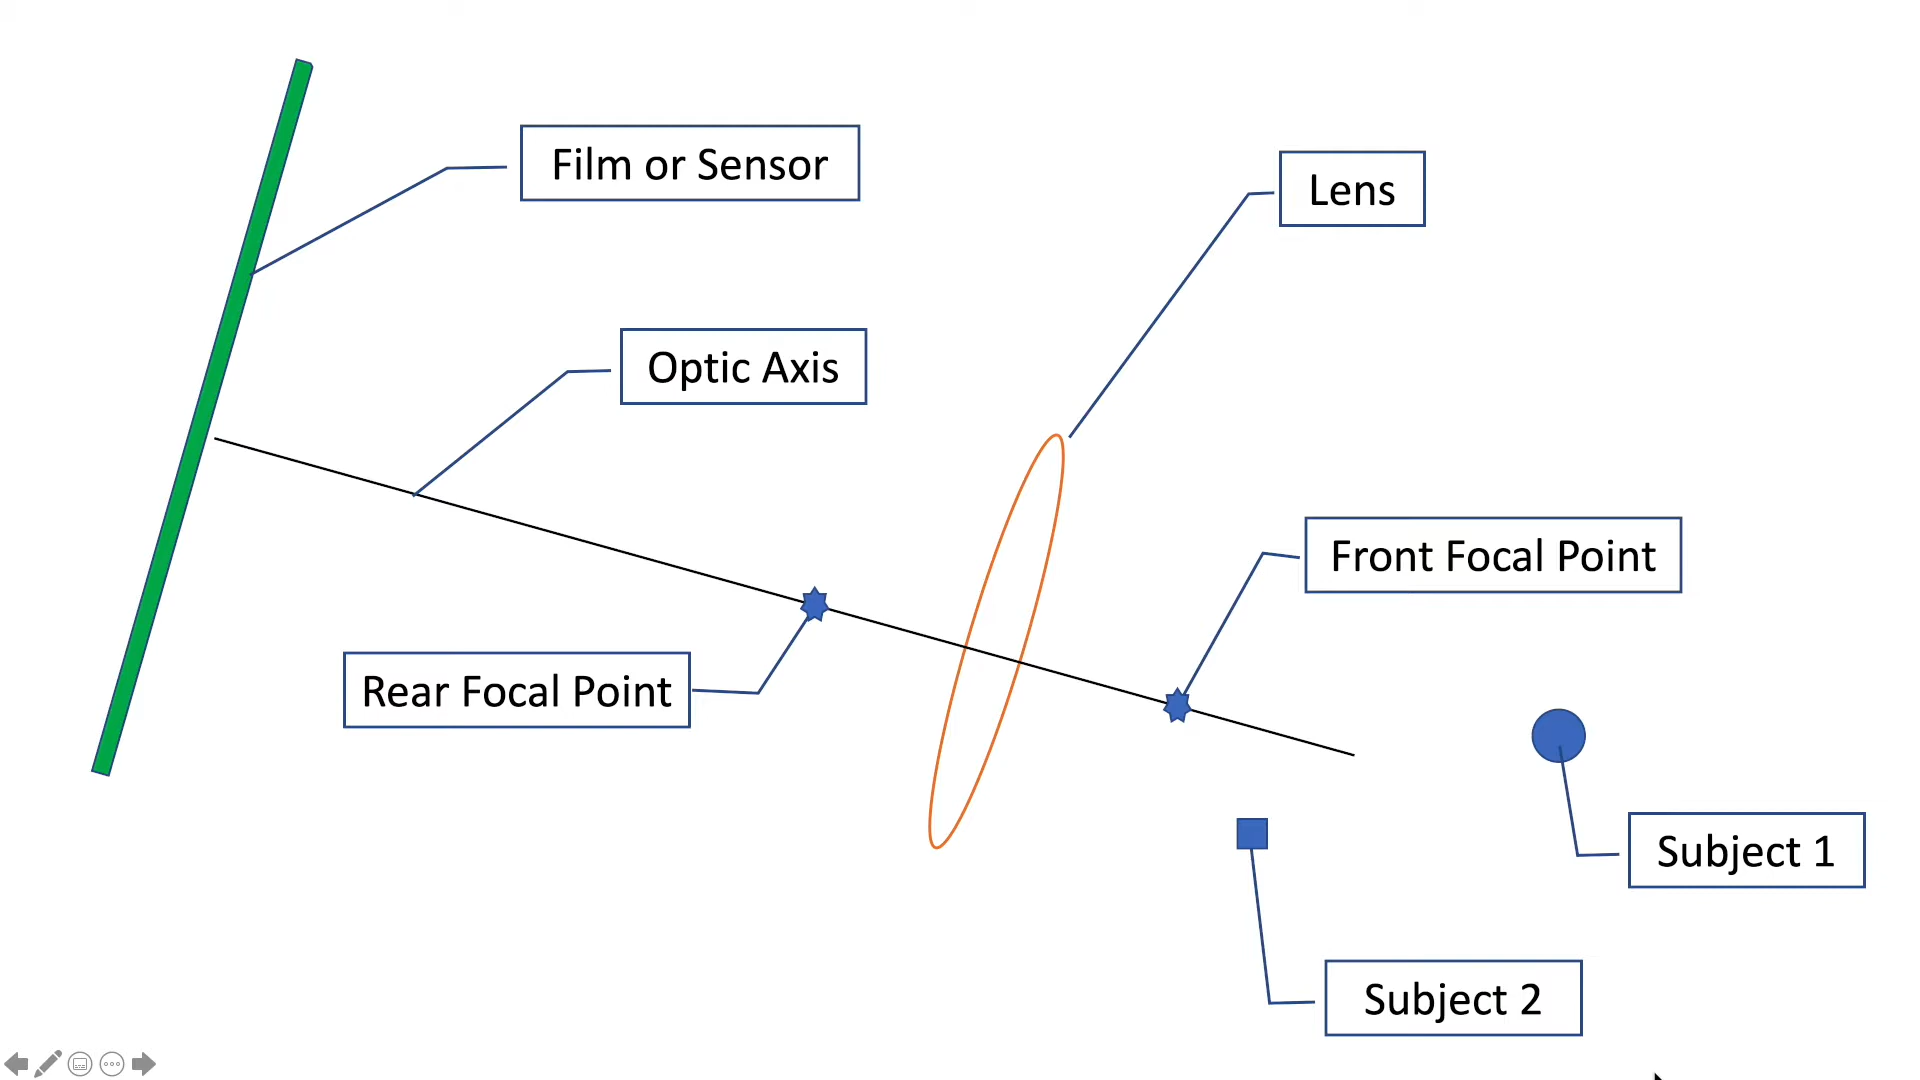 Film or Sensor
Lens
Optic Axis
Front Focal Point
Rear Focal Point
Subject 1
Subject 2